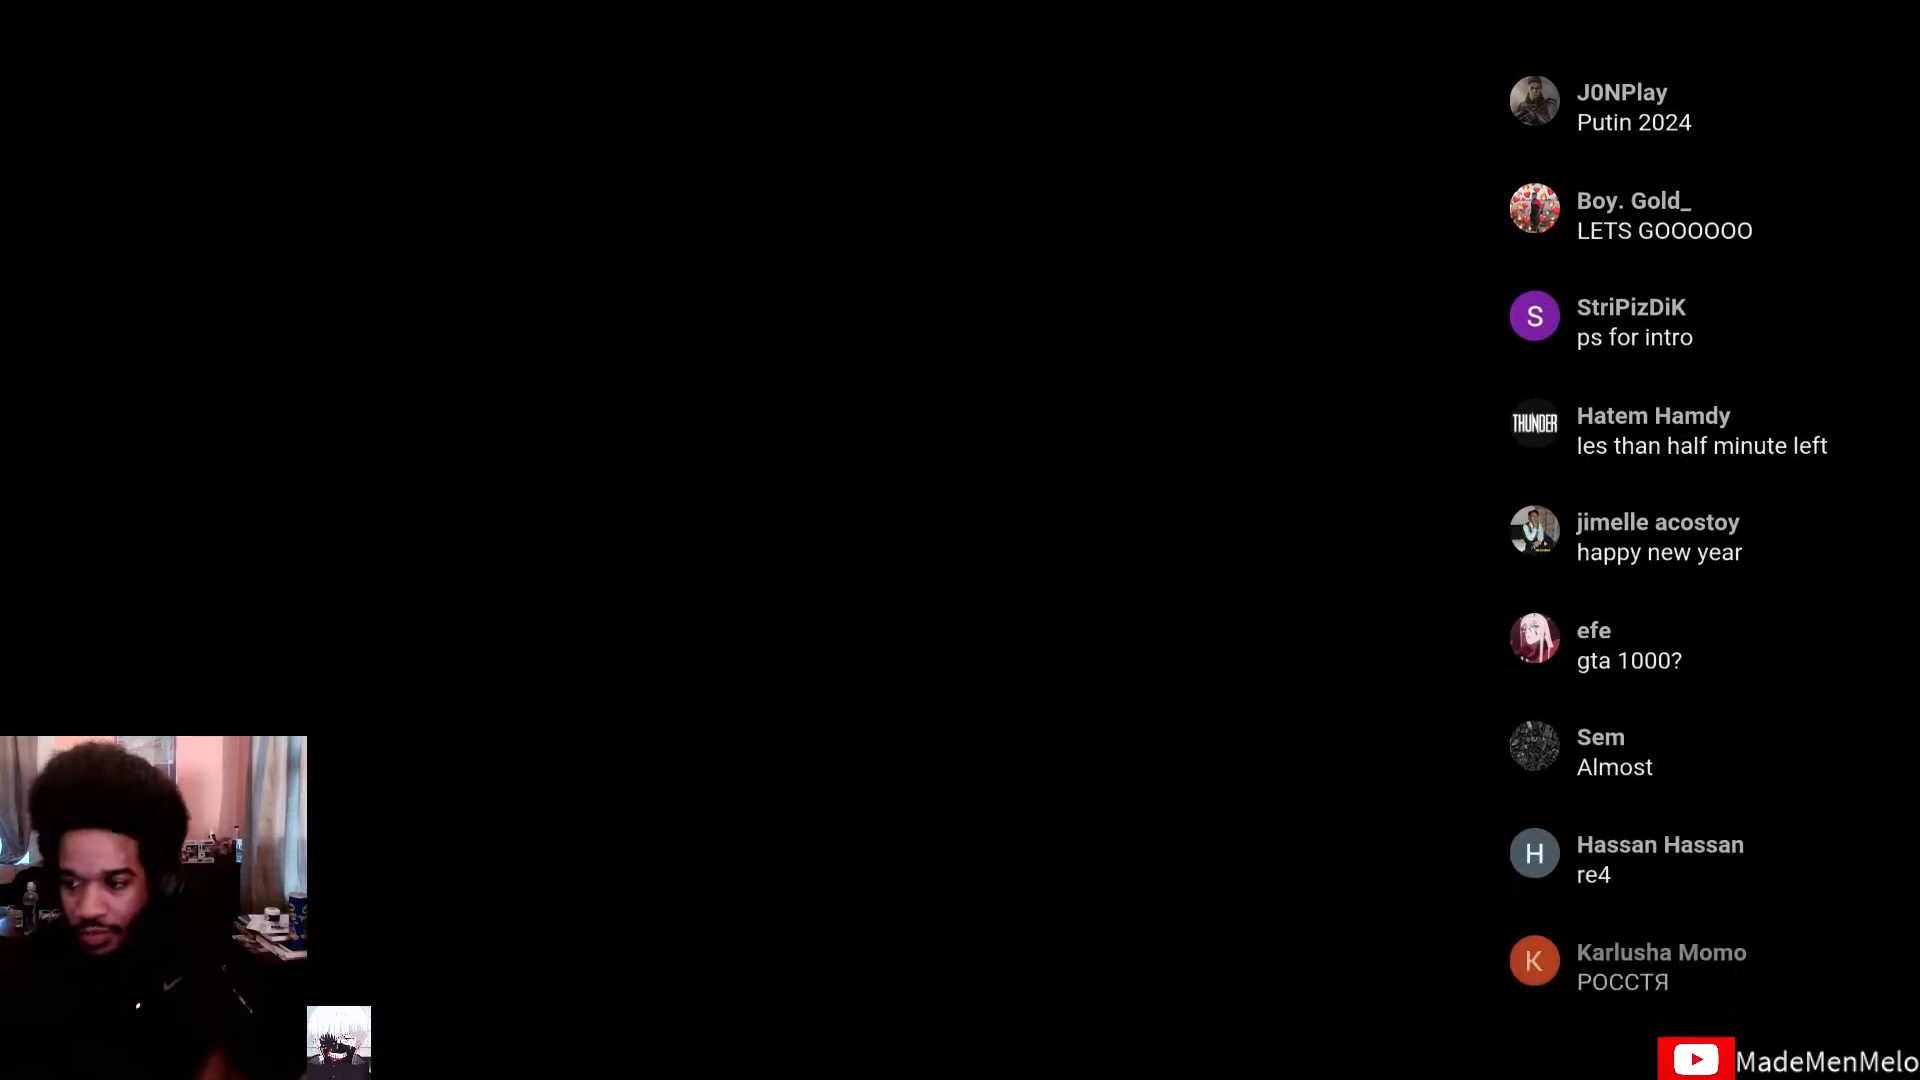 J0NPlay
Putin 2024
Boy. Gold_
LETS GOOOOOO
S
StriPizDiK
ps for intro
THUNDER
Hatem Hamdy
les than half minute left
jimelle acostoy
happy new year
efe
gta 1000?
Sem
Almost
H
Hassan Hassan
re4
K
Karlusha Momo
РОССТЯ
MadeMenMelo